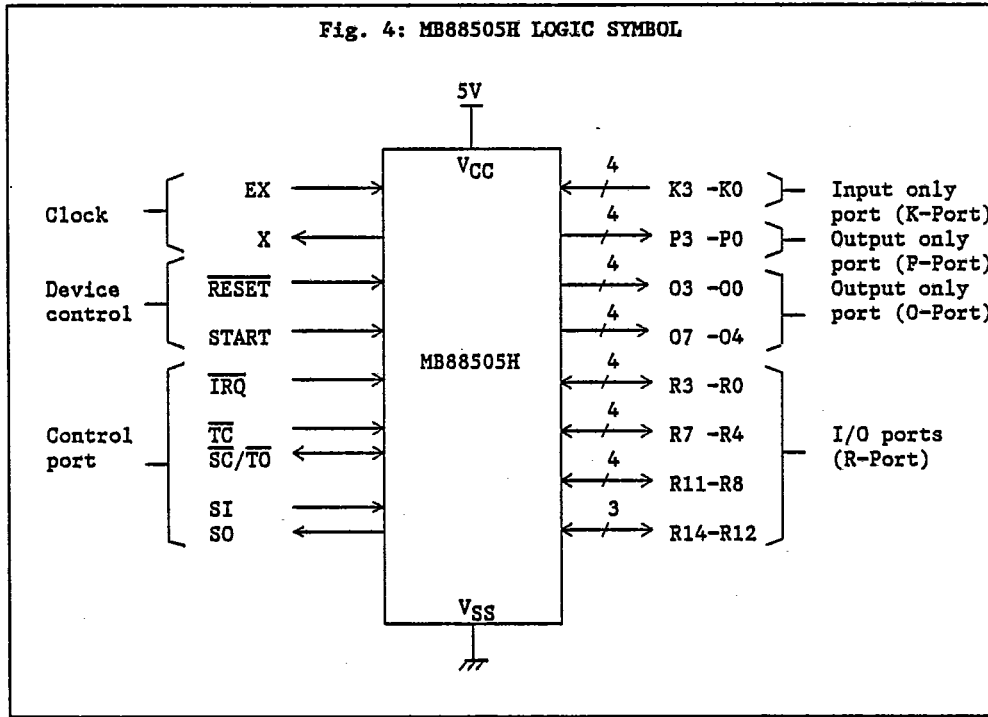 Fig. 4: MB88505H LOGIC SYMBOL
5V
VCC
Clock
EX
X
Device
control
RESET
START
Control
port
IRQ
TC
SC/TO
SI
SO
MB88505H
VSS
4
K3 -K0
Input only
port (K-Port)
4
P3 -P0
Output only
port (P-Port)
4
O3 -O0
Output only
port (O-Port)
4
O7 -O4
4
R3 -R0
4
R7 -R4
I/O ports
(R-Port)
4
R11-R8
3
R14-R12